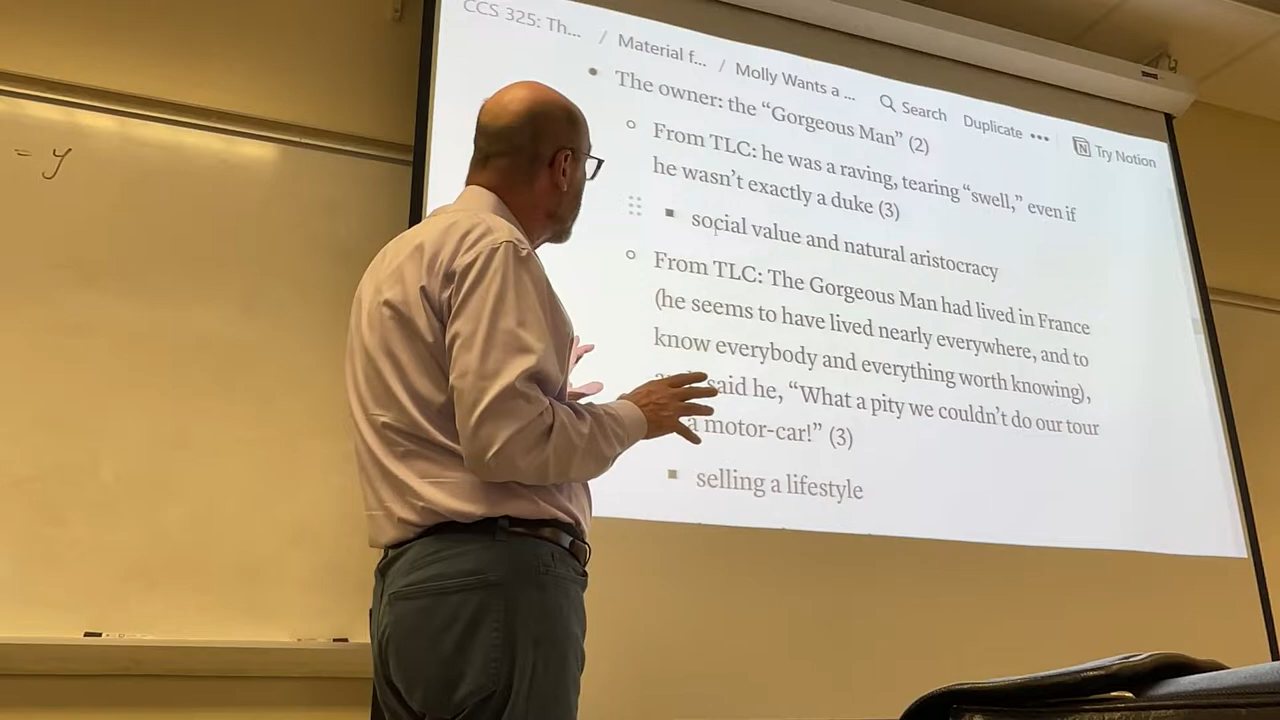 CCS 325: Th... / Material f... / Molly Wants a ... Search Duplicate ••• Try Notion
= y
• The owner: the “Gorgeous Man” (2)
○ From TLC: he was a raving, tearing “swell,” even if
he wasn’t exactly a duke (3)
▪ social value and natural aristocracy
○ From TLC: The Gorgeous Man had lived in France
(he seems to have lived nearly everywhere, and to
know everybody and everything worth knowing),
said he, “What a pity we couldn’t do our tour
a motor-car!” (3)
▪ selling a lifestyle